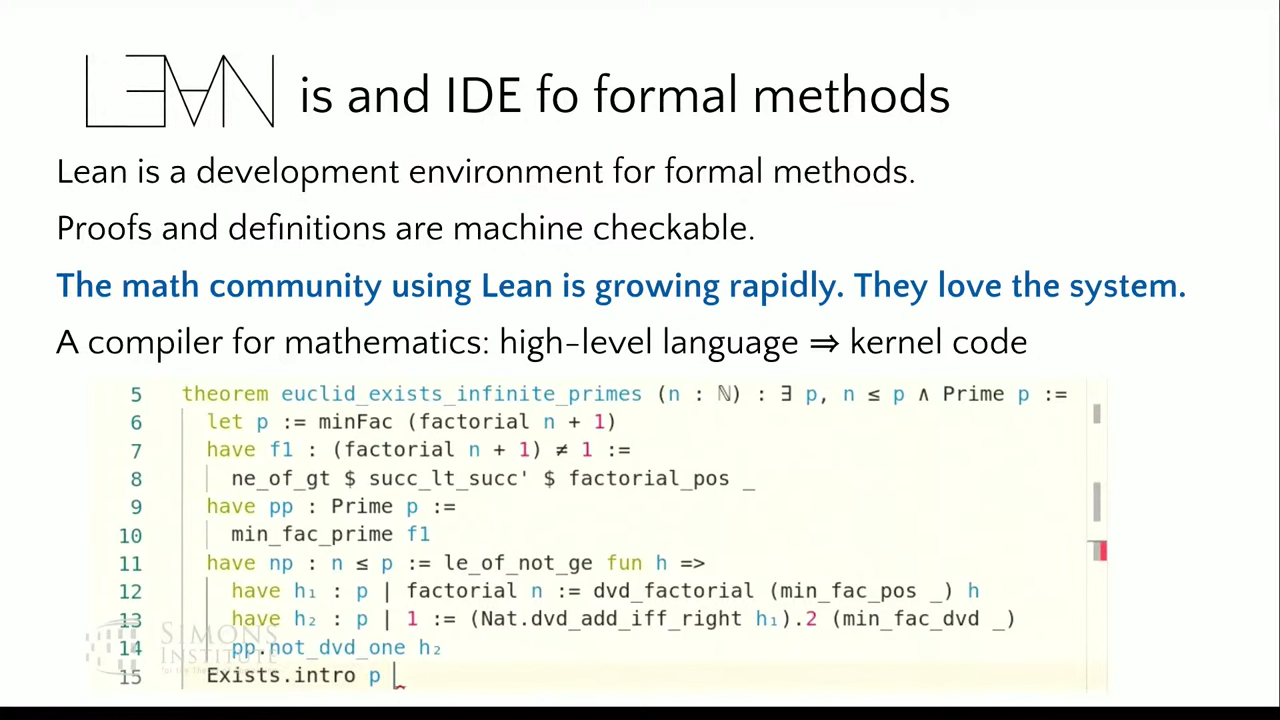 LEAN is and IDE fo formal methods
Lean is a development environment for formal methods.
Proofs and definitions are machine checkable.
The math community using Lean is growing rapidly. They love the system.
A compiler for mathematics: high-level language ⇒ kernel code
5 theorem euclid_exists_infinite_primes (n : ℕ) : ∃ p, n ≤ p ∧ Prime p :=
6 let p := minFac (factorial n + 1)
7 have f1 : (factorial n + 1) ≠ 1 :=
8 ne_of_gt $ succ_lt_succ' $ factorial_pos _
9 have pp : Prime p :=
10 min_fac_prime f1
11 have np : n ≤ p := le_of_not_ge fun h =>
12 have h₁ : p | factorial n := dvd_factorial (min_fac_pos _) h
13 have h₂ : p | 1 := (Nat.dvd_add_iff_right h₁).2 (min_fac_dvd _)
14 pp.not_dvd_one h₂
15 Exists.intro p
SIMONS
INSTITUTE